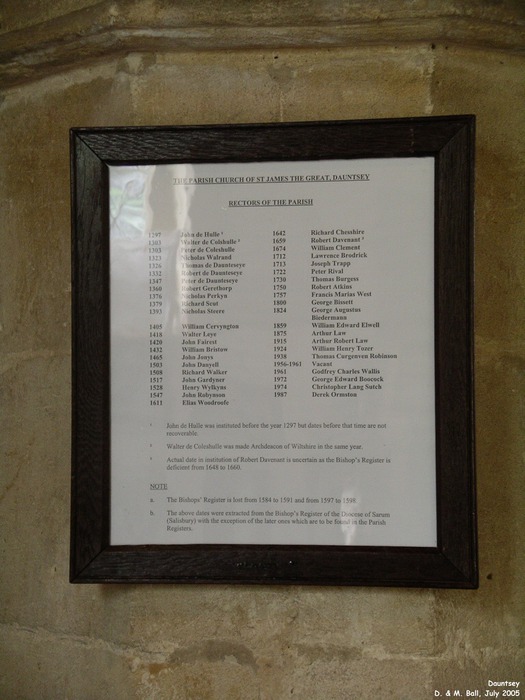 THE PARISH CHURCH OF ST JAMES THE GREAT, DAUNTSEY
RECTORS OF THE PARISH
1297 John de Halle ¹
1303 Walter de Coleshulle ²
1303 Peter de Coleshulle
1323 Nicholas Walrand
1326 Thomas de Daunteseye
1332 Robert de Daunteseye
1347 Peter de Daunteseye
1360 Robert Gerethorp
1376 Nicholas Perkyn
1379 Richard Seut
1393 Nicholas Steere
1405 William Cervyngton
1418 Walter Leye
1420 John Fairest
1432 William Bristow
1465 John Jonys
1503 John Danyell
1508 Richard Walker
1517 John Gardyner
1528 Henry Wylkyns
1547 John Robynson
1611 Elias Woodroofe
1642 Richard Chesshire
1659 Robert Davenant ³
1674 William Clement
1712 Lawrence Brodrick
1713 Joseph Trapp
1722 Peter Rival
1730 Thomas Burgess
1750 Robert Atkins
1757 Francis Marias West
1800 George Bissett
1824 George Augustus
Biedermann
1859 William Edward Elwell
1875 Arthur Law
1915 Arthur Robert Law
1924 William Henry Tozer
1938 Thomas Curgenven Robinson
1956-1961 Vacant
1961 Godfrey Charles Wallis
1972 George Edward Boocock
1974 Christopher Lang Sutch
1987 Derek Ormston
¹ John de Halle was instituted before the year 1297 but dates before that time are not
recoverable.
² Walter de Coleshulle was made Archdeacon of Wiltshire in the same year.
³ Actual date in institution of Robert Davenant is uncertain as the Bishop's Register is
deficient from 1648 to 1660.
NOTE
a. The Bishops' Register is lost from 1584 to 1591 and from 1597 to 1598.
b. The above dates were extracted from the Bishop's Register of the Diocese of Sarum
(Salisbury) with the exception of the later ones which are to be found in the Parish
Registers.
Dauntsey
D. & M. Ball, July 2005